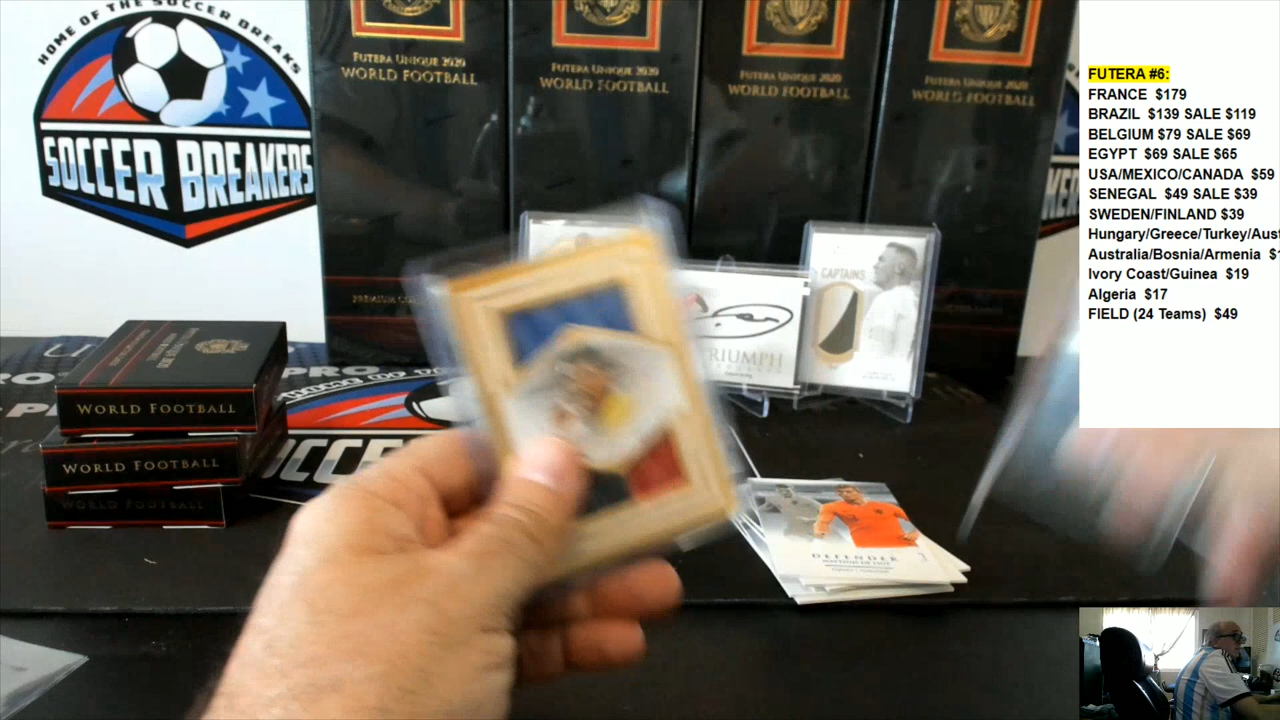 HOME OF THE SOCCER BREAKS
SOCCER BREAKERS
FUTERA UNIQUE 2020
WORLD FOOTBALL
FUTERA UNIQUE 2020
WORLD FOOTBALL
FUTERA UNIQUE 2020
WORLD FOOTBALL
FUTERA UNIQUE 2020
WORLD FOOTBALL
FUTERA #6:
FRANCE $179
BRAZIL $139 SALE $119
BELGIUM $79 SALE $69
EGYPT $69 SALE $65
USA/MEXICO/CANADA $59
SENEGAL $49 SALE $39
SWEDEN/FINLAND $39
Hungary/Greece/Turkey/Aust
Australia/Bosnia/Armenia $1
Ivory Coast/Guinea $19
Algeria $17
FIELD (24 Teams) $49
CAPTAINS
TRIUMPH
WORLD FOOTBALL
WORLD FOOTBALL
WORLD FOOTBALL
DEFENDER